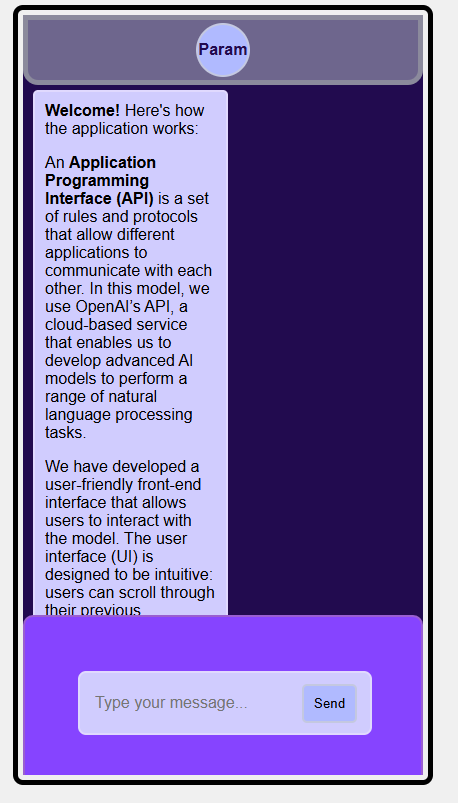 Param
Welcome! Here's how
the application works:
An Application
Programming
Interface (API) is a set
of rules and protocols
that allow different
applications to
communicate with each
other. In this model, we
use OpenAI’s API, a
cloud-based service
that enables us to
develop advanced AI
models to perform a
range of natural
language processing
tasks.
We have developed a
user-friendly front-end
interface that allows
users to interact with
the model. The user
interface (UI) is
designed to be intuitive:
users can scroll through
their previous
Type your message...
Send